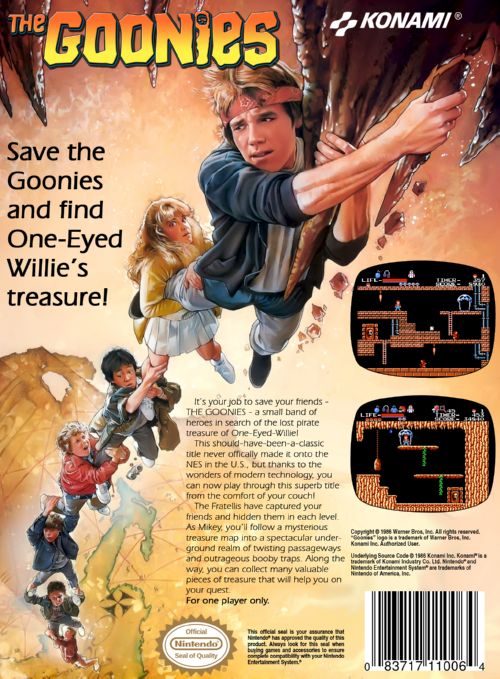 THE GOONIES
KONAMI®
Save the
Goonies
and find
One-Eyed
Willie's
treasure!
LIFE-
TIMER-
SCORE-
It's your job to save your friends -
THE GOONIES - a small band of
heroes in search of the lost pirate
treasure of One-Eyed-Willie!
This should-have-been-a-classic
title never offically made it onto the
NES in the U.S., but thanks to the
wonders of modern technology, you
can now play through this superb title
from the comfort of your couch!
The Fratellis have captured your
friends and hidden them in each level.
As Mikey, you'll follow a mysterious
treasure map into a spectacular under-
ground realm of twisting passageways
and outrageous booby traps. Along the
way, you can collect many valuable
pieces of treasure that will help you on
your quest.
For one player only.
LIFE-
TIMER-
SCORE-
Copyright © 1986 Warner Bros, Inc. All rights reserved.
"Goonies" logo is a trademark of Warner Bros, Inc.
Konami Inc. Authorized User.
Underlying Source Code © 1986 Konami Inc. Konami® is a
trademark of Konami Industry Co. Ltd. Nintendo® and
Nintendo Entertainment System® are trademarks of
Nintendo of America, Inc.
Official
Nintendo
Seal of Quality
This official seal is your assurance that
Nintendo® has approved the quality of this
product. Always look for this seal when
buying games and accessories to ensure
complete compatibility with your Nintendo
Entertainment System.®
0 83717 11006 4